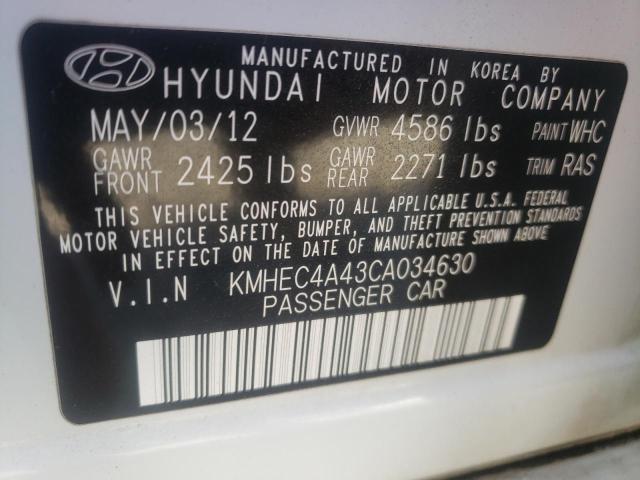 MANUFACTURED IN KOREA BY
HYUNDAI MOTOR COMPANY
MAY/03/12 GVWR 4586 lbs PAINT WHC
GAWR FRONT 2425 lbs GAWR REAR 2271 lbs TRIM RAS
THIS VEHICLE CONFORMS TO ALL APPLICABLE U.S.A. FEDERAL
MOTOR VEHICLE SAFETY, BUMPER, AND THEFT PREVENTION STANDARDS
IN EFFECT ON THE DATE OF MANUFACTURE SHOWN ABOVE.
V.I.N KMHEC4A43CA034630
PASSENGER CAR